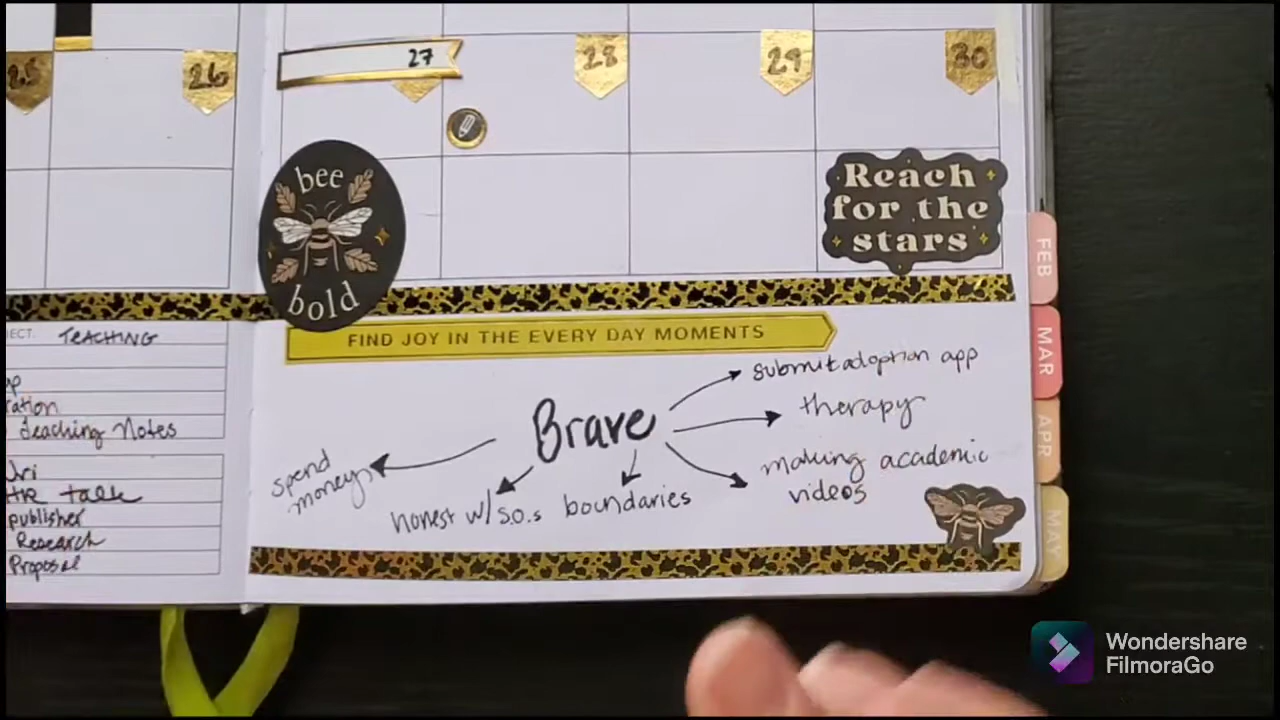 25
26
27
28
29
30
bee
bold
Reach
for the
stars
FEB
MAR
APR
MAY
FIND JOY IN THE EVERY DAY MOMENTS
TEACHING
Teaching Notes
talk
publisher
Research
Proposal
Brave
submit adoption app
therapy
making academic
videos
boundaries
honest w/ S.O.s
spend
money
Wondershare
FilmoraGo